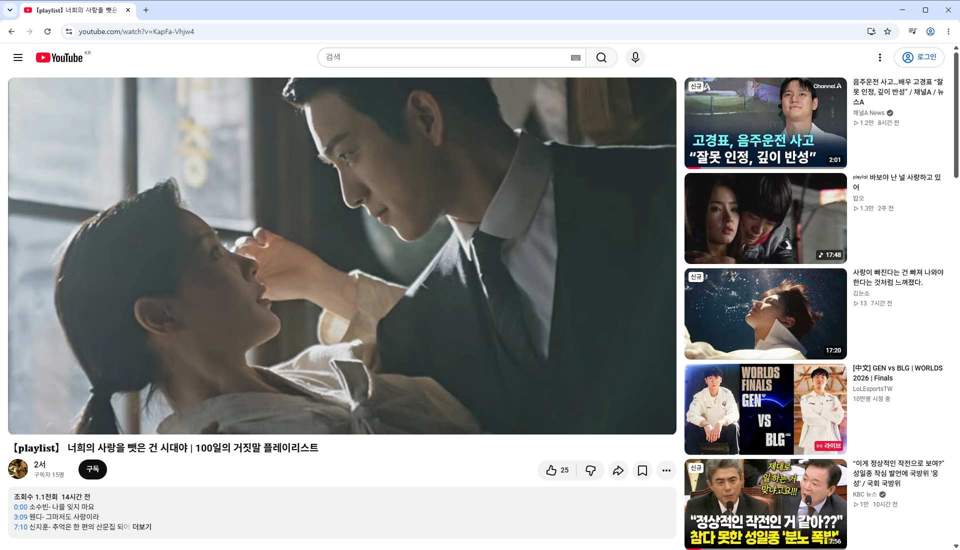 【playlist】 너희의 사랑을 뺏은
youtube.com/watch?v=KapFa-Vhjw4
YouTube KR
검색
로그인
【playlist】 너희의 사랑을 뺏은 건 시대야 | 100일의 거짓말 플레이리스트
2서
구독자 15명
구독
25
조회수 1.1천회 14시간 전
0:00 소수빈- 나를 잊지 마요
3:09 웬디- 그마저도 사랑이라
7:10 신지훈- 추억은 한 편의 산문집 되어 더보기
신규
Channel A
고경표, 음주운전 사고
“잘못 인정, 깊이 반성”
2:01
음주운전 사고…배우 고경표 “잘
못 인정, 깊이 반성” / 채널A / 뉴
스A
채널A News
1.2만 8시간 전
17:48
playlist 바보야 난 널 사랑하고 있
어
밥오
1.3만 2주 전
신규
17:20
사랑이 빠진다는 건 빠져 나와야
한다는 것처럼 느껴졌다.
김눈소
13 7시간 전
WORLDS
FINALS
GEN
VS
BLG
라이브
[中文] GEN vs BLG | WORLDS
2026 | Finals
LoLEsportsTW
10만명 시청 중
신규
제대로
맞나고요!!!
"정상적인 작전인 거 같아??"
참다 못한 성일종 '분노 폭발'
7:56
“이게 정상적인 작전으로 보여?”
성일종 작심 발언에 국방위 '웅
성' / 국회 국방위
KBC 뉴스
1만 10시간 전